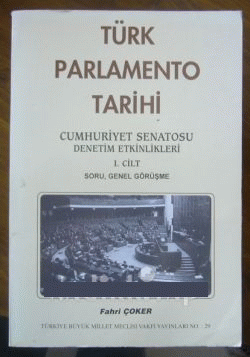 TÜRK
PARLAMENTO
TARİHİ
CUMHURİYET SENATOSU
DENETİM ETKİNLİKLERİ
I. CİLT
SORU, GENEL GÖRÜŞME
Fahri ÇOKER
TÜRKİYE BÜYÜK MİLLET MECLİSİ VAKFI YAYINLARI NO : 29